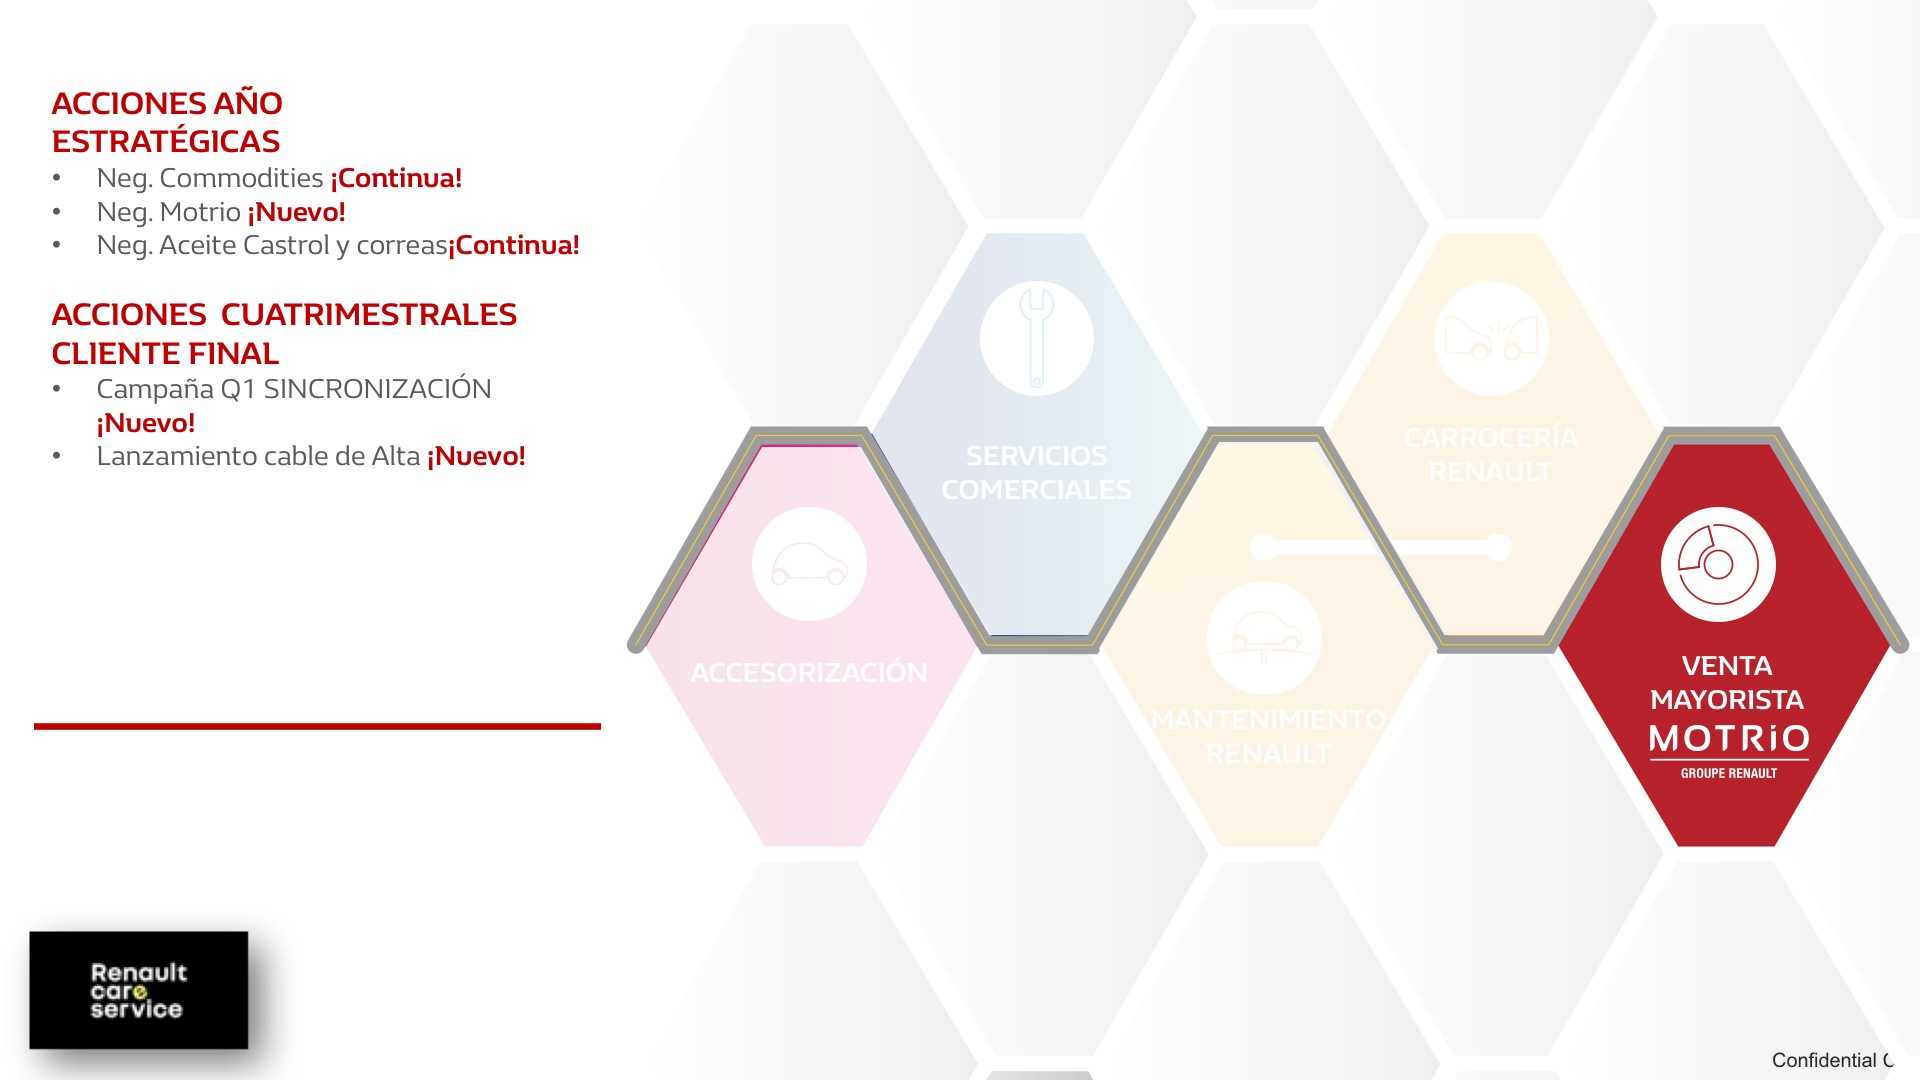 ACCIONES AÑO
ESTRATÉGICAS
• Neg. Commodities ¡Continua!
• Neg. Motrio ¡Nuevo!
• Neg. Aceite Castrol y correas¡Continua!
ACCIONES CUATRIMESTRALES
CLIENTE FINAL
• Campaña Q1 SINCRONIZACIÓN
¡Nuevo!
• Lanzamiento cable de Alta ¡Nuevo!
SERVICIOS
COMERCIALES
CARROCERÍA
RENAULT
ACCESORIZACIÓN
MANTENIMIENTO
RENAULT
VENTA
MAYORISTA
MOTRiO
GROUPE RENAULT
Renault
care
service
Confidential